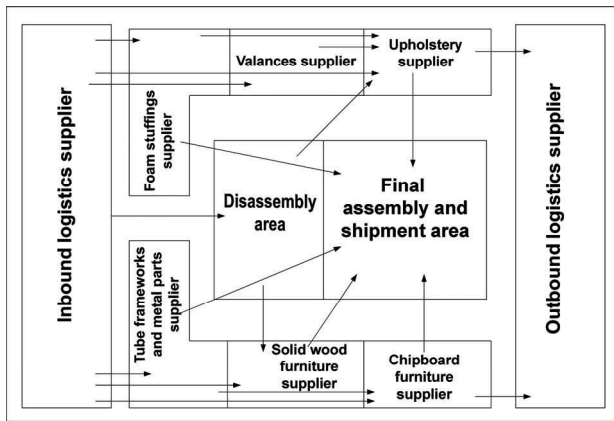 Inbound logistics supplier
Foam stuffings
supplier
Valances supplier
Upholstery
supplier
Disassembly
area
Final
assembly and
shipment area
Tube frameworks
and metal parts
supplier
Solid wood
furniture
supplier
Chipboard
furniture
supplier
Outbound logistics supplier